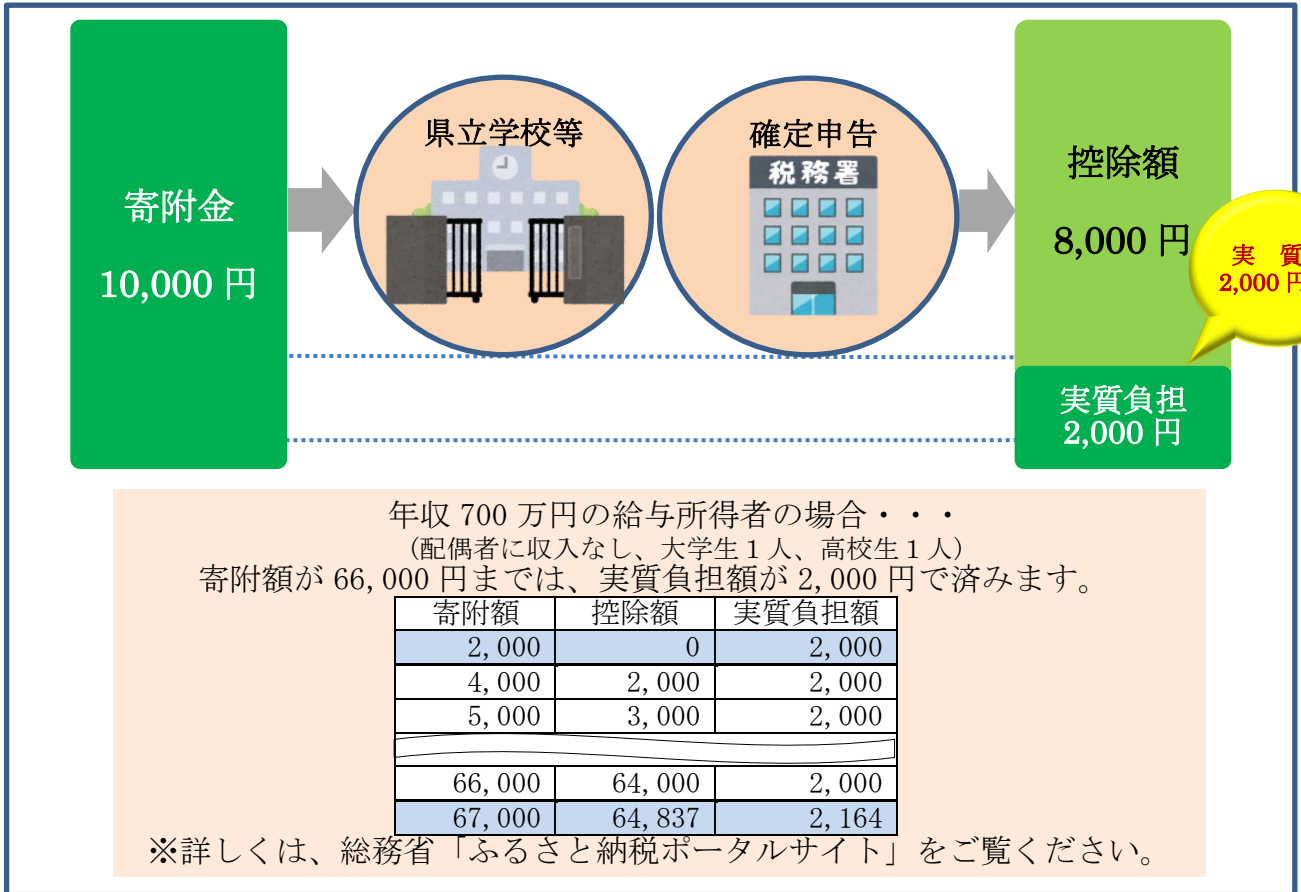 寄附金
10,000 円
県立学校等
確定申告
税務署
控除額
8,000 円
実 質
2,000 円
実質負担
2,000 円
年収 700 万円の給与所得者の場合・・・
(配偶者に収入なし、大学生1人、高校生1人)
寄附額が 66,000 円までは、実質負担額が 2,000 円で済みます。
寄附額 控除額 実質負担額
2,000 0 2,000
4,000 2,000 2,000
5,000 3,000 2,000
66,000 64,000 2,000
67,000 64,837 2,164
※詳しくは、総務省「ふるさと納税ポータルサイト」をご覧ください。